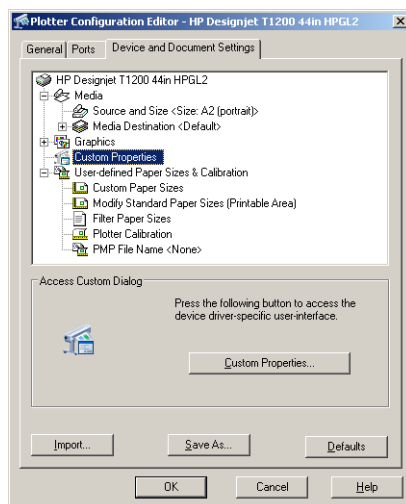 Plotter Configuration Editor - HP Designjet T1200 44in HPGL2
General Ports Device and Document Settings
HP Designjet T1200 44in HPGL2
Media
Source and Size <Size: A2 (portrait)>
Media Destination <Default>
Graphics
Custom Properties
User-defined Paper Sizes & Calibration
Custom Paper Sizes
Modify Standard Paper Sizes (Printable Area)
Filter Paper Sizes
Plotter Calibration
PMP File Name <None>
Access Custom Dialog
Press the following button to access the
device driver-specific user-interface.
Custom Properties...
Import... Save As... Defaults
OK Cancel Help